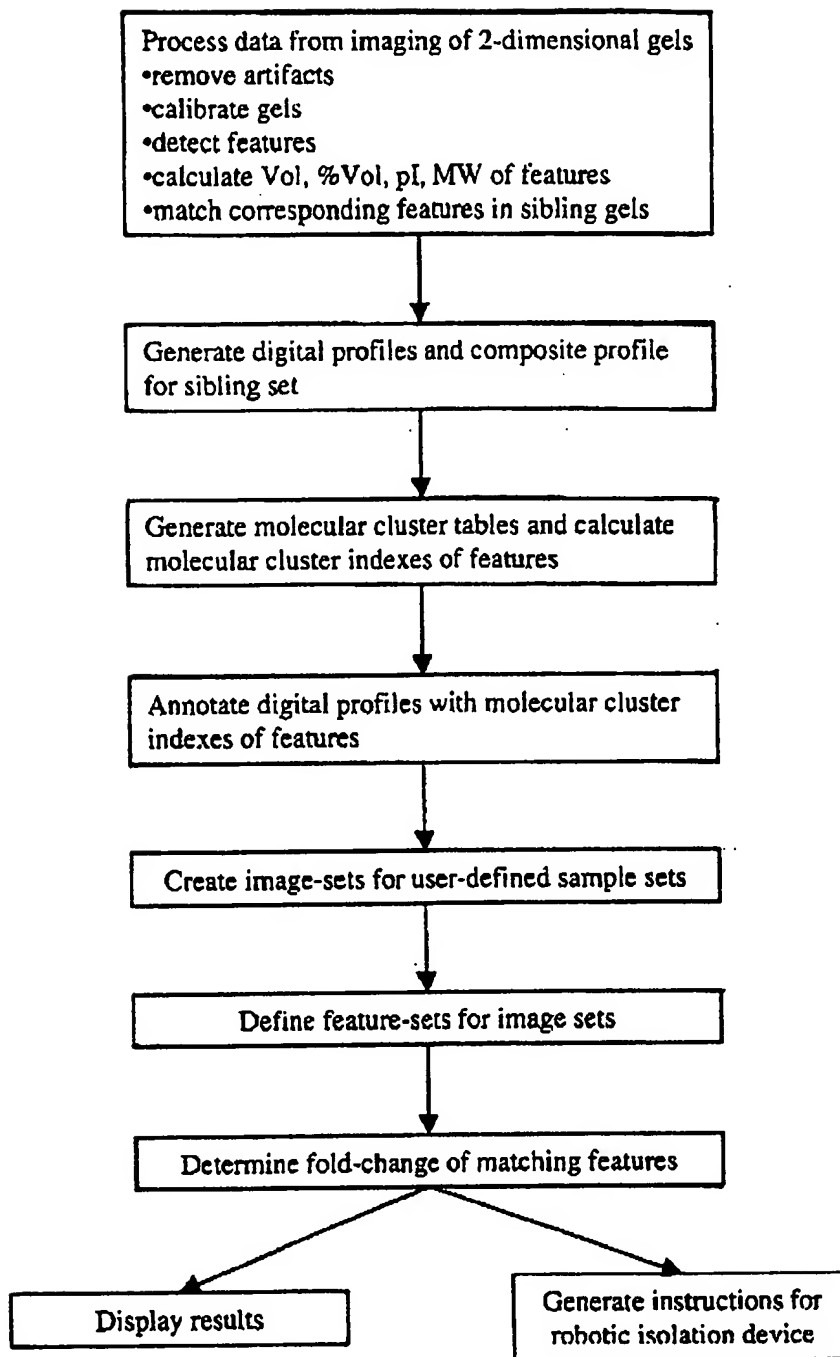 Process data from imaging of 2-dimensional gels
•remove artifacts
•calibrate gels
•detect features
•calculate Vol, %Vol, pI, MW of features
•match corresponding features in sibling gels
Generate digital profiles and composite profile
for sibling set
Generate molecular cluster tables and calculate
molecular cluster indexes of features
Annotate digital profiles with molecular cluster
indexes of features
Create image-sets for user-defined sample sets
Define feature-sets for image sets
Determine fold-change of matching features
Display results
Generate instructions for
robotic isolation device